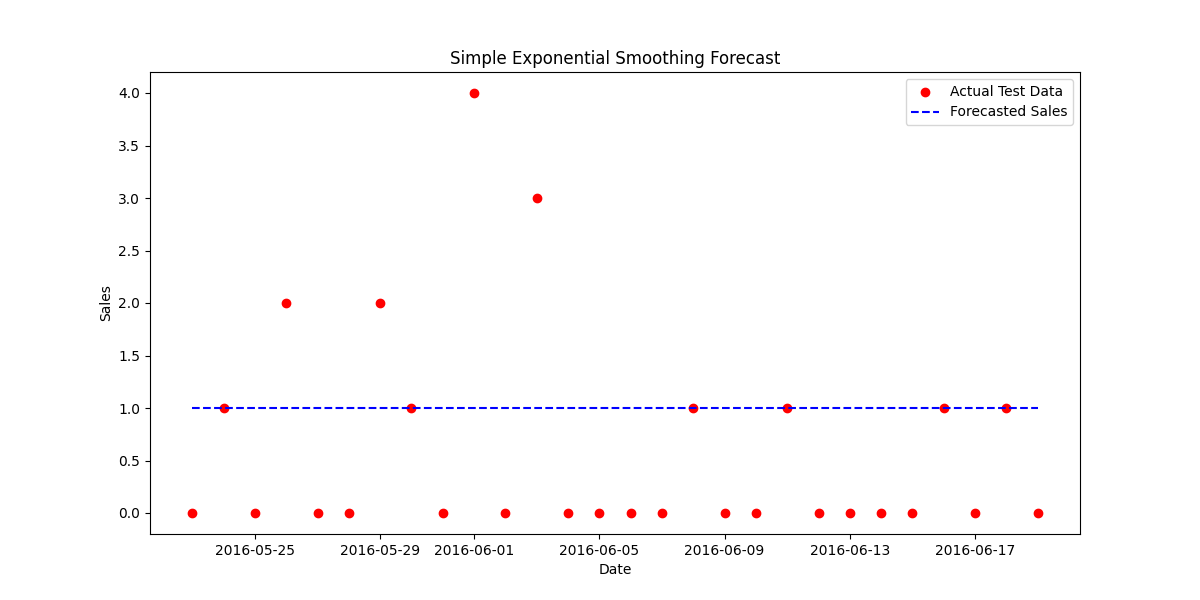 Simple Exponential Smoothing Forecast
Actual Test Data
Forecasted Sales
4.0
3.5
3.0
2.5
2.0
1.5
1.0
0.5
0.0
Sales
2016-05-25 2016-05-29 2016-06-01 2016-06-05 2016-06-09 2016-06-13 2016-06-17
Date